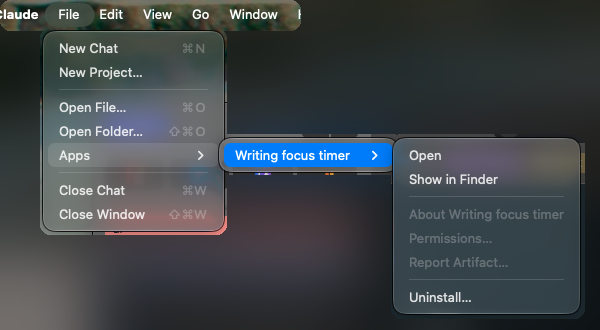 Claude File Edit View Go Window
New Chat ⌘N
New Project...
Open File... ⌘O
Open Folder... ⇧⌘O
Apps
Writing focus timer
Open
Show in Finder
About Writing focus timer
Permissions...
Report Artifact...
Uninstall...
Close Chat ⌘W
Close Window ⇧⌘W